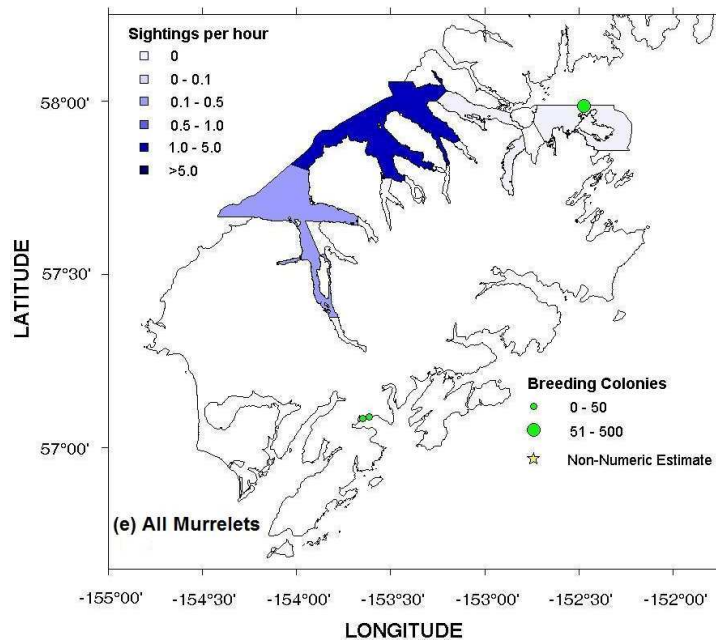 Sightings per hour
0
0 - 0.1
0.1 - 0.5
0.5 - 1.0
1.0 - 5.0
>5.0
58°00'
57°30'
57°00'
LATITUDE
Breeding Colonies
0 - 50
51 - 500
Non-Numeric Estimate
(e) All Murrelets
-155°00'
-154°30'
-154°00'
-153°30'
-153°00'
-152°30'
-152°00'
LONGITUDE